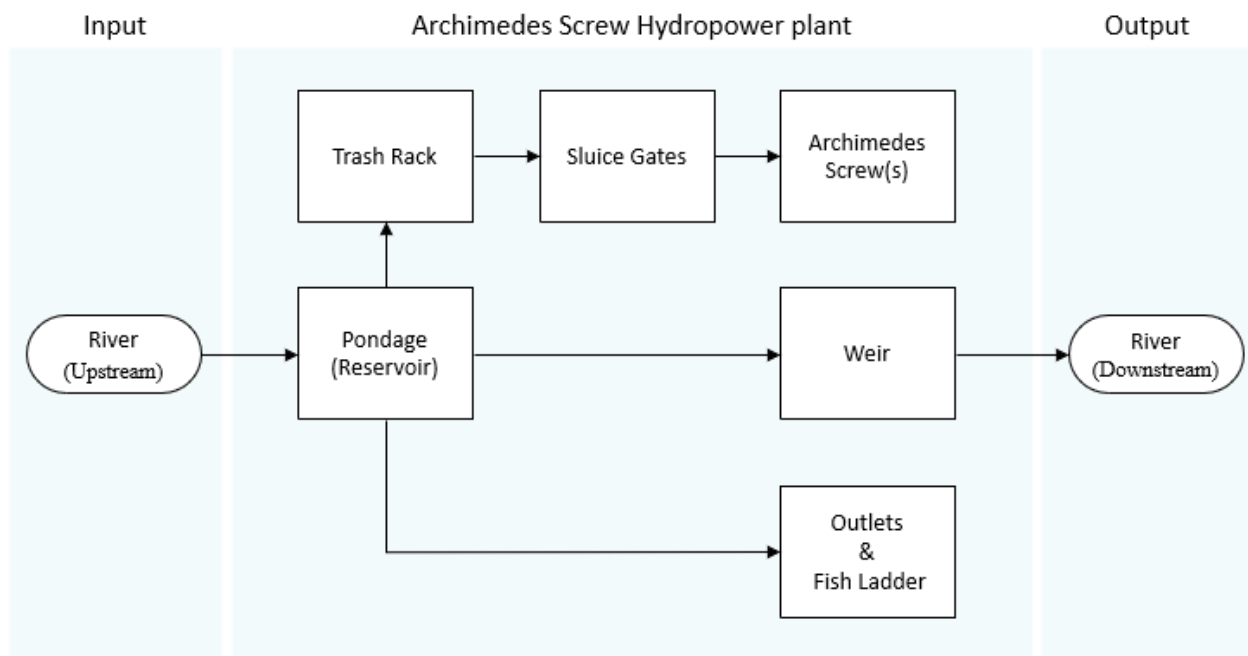 Input
Archimedes Screw Hydropower plant
Output
Trash Rack
Sluice Gates
Archimedes
Screw(s)
River
(Upstream)
Pondage
(Reservoir)
Weir
River
(Downstream)
Outlets
&
Fish Ladder